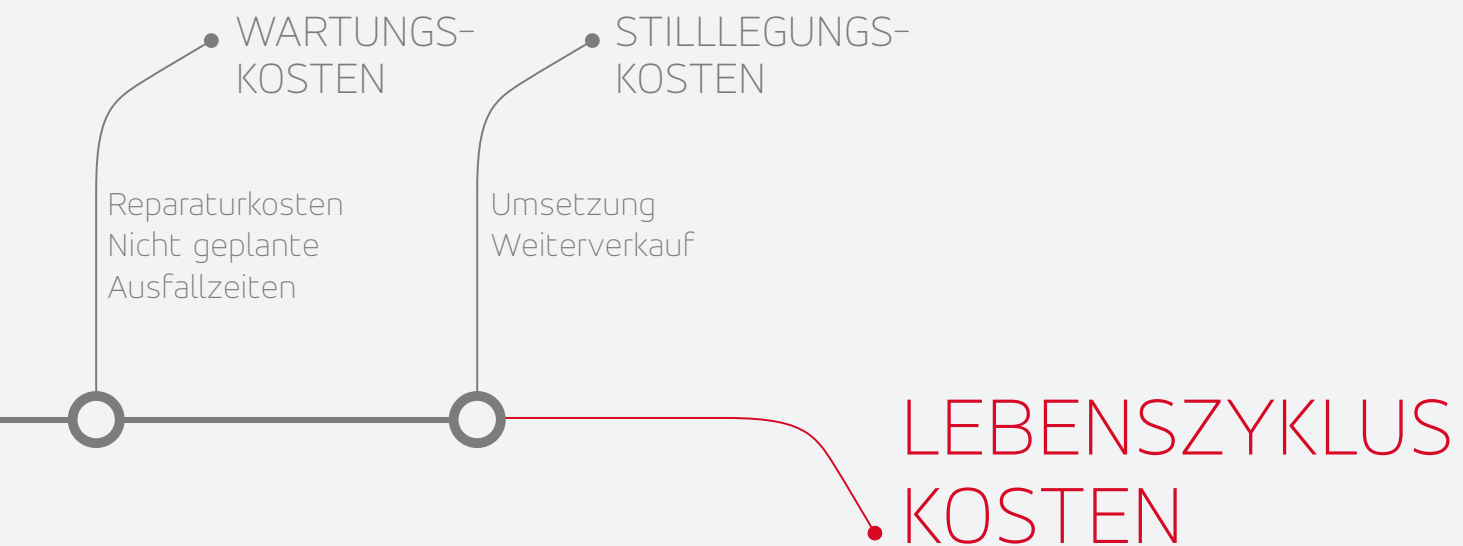 WARTUNGS-
KOSTEN
STILLLEGUNGS-
KOSTEN
Reparaturkosten
Nicht geplante
Ausfallzeiten
Umsetzung
Weiterverkauf
LEBENSZYKLUS
KOSTEN